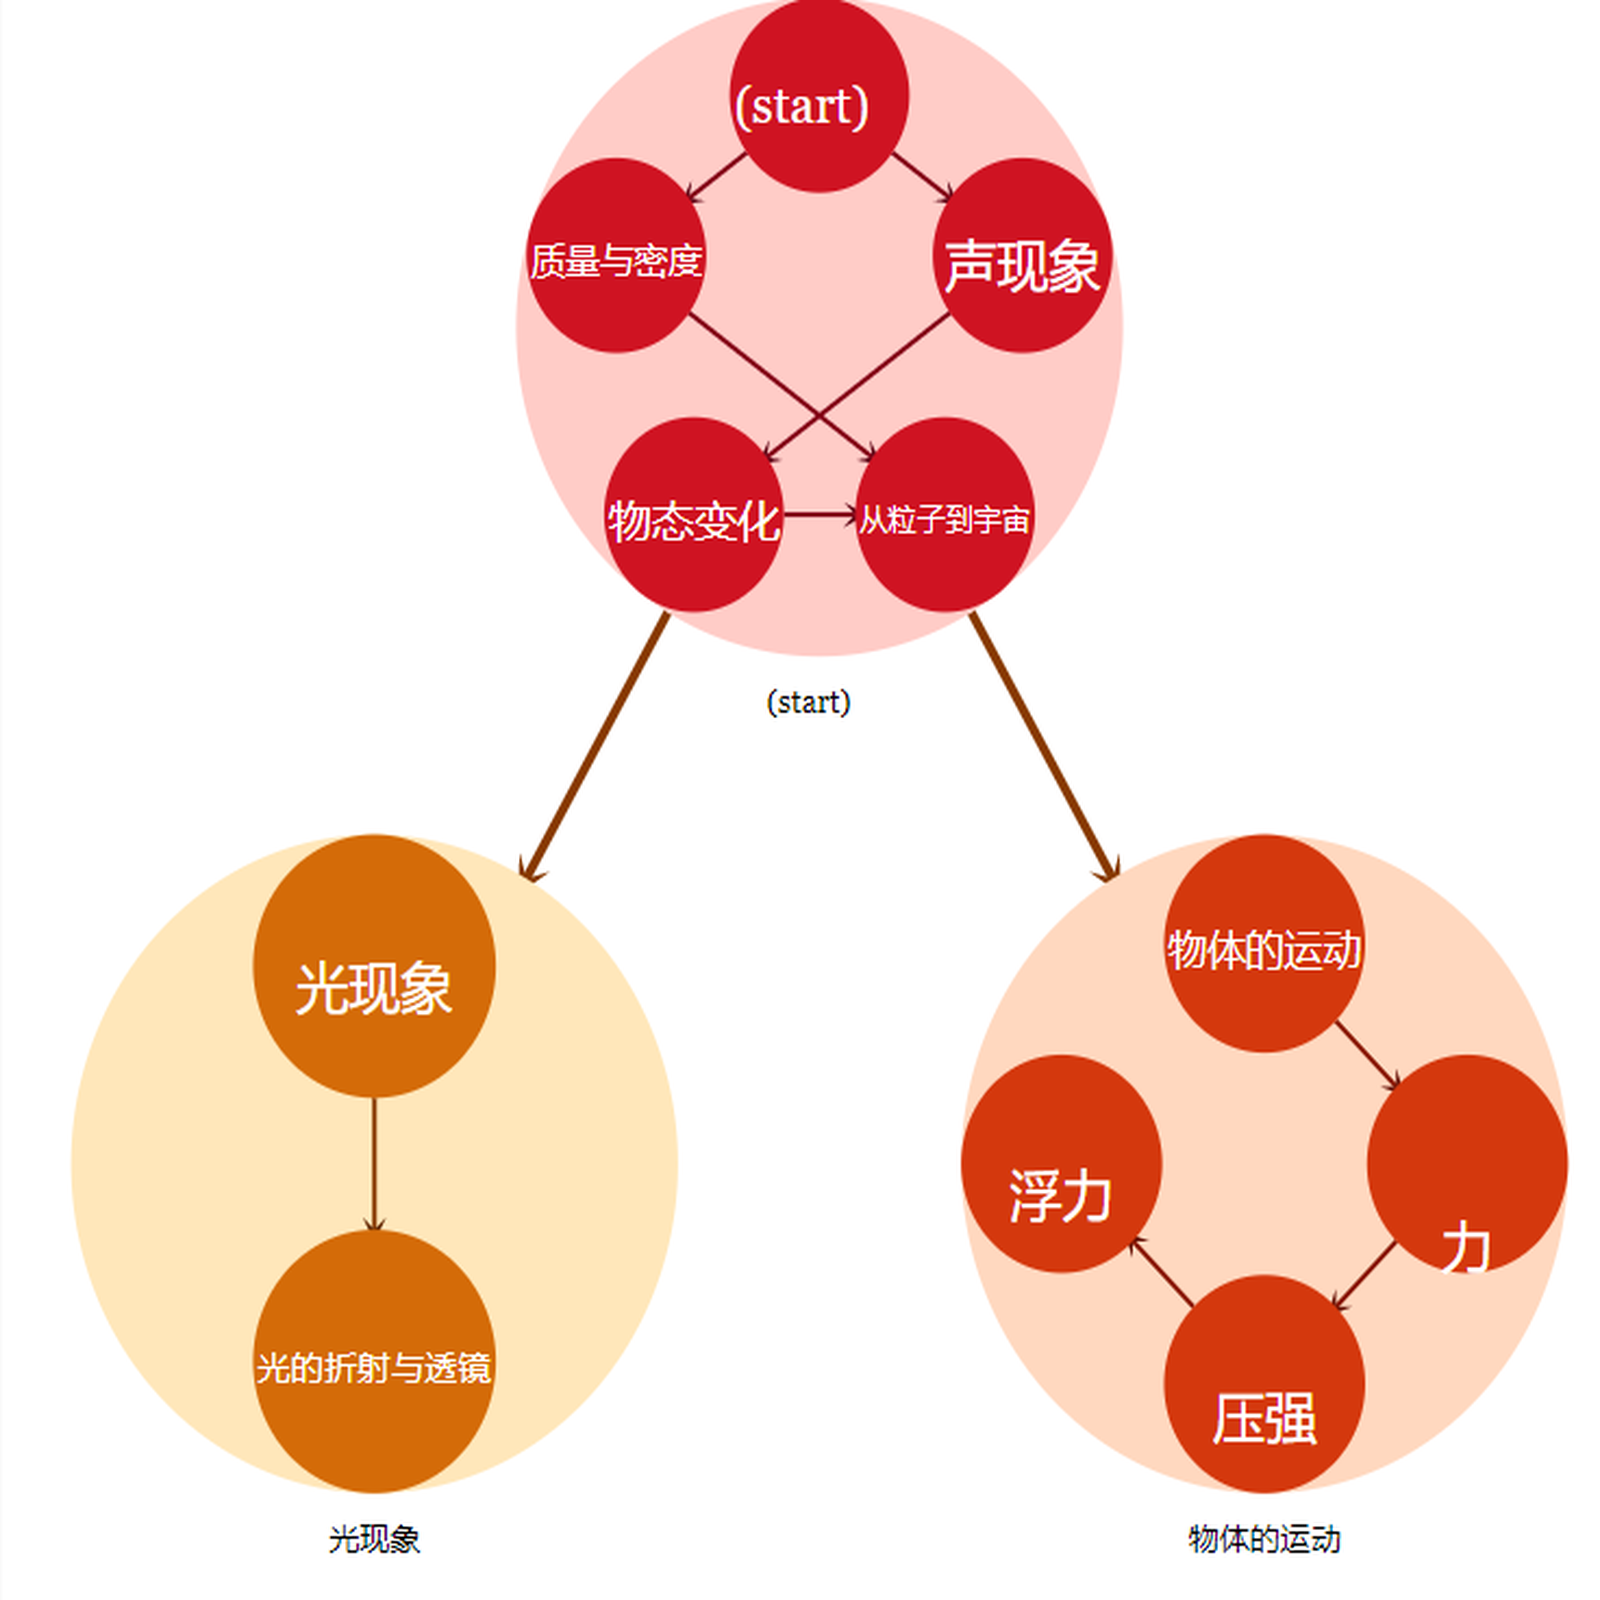 (start)
质量与密度
声现象
物态变化
从粒子到宇宙
(start)
光现象
物体的运动
浮力
力
光的折射与透镜
压强
光现象
物体的运动